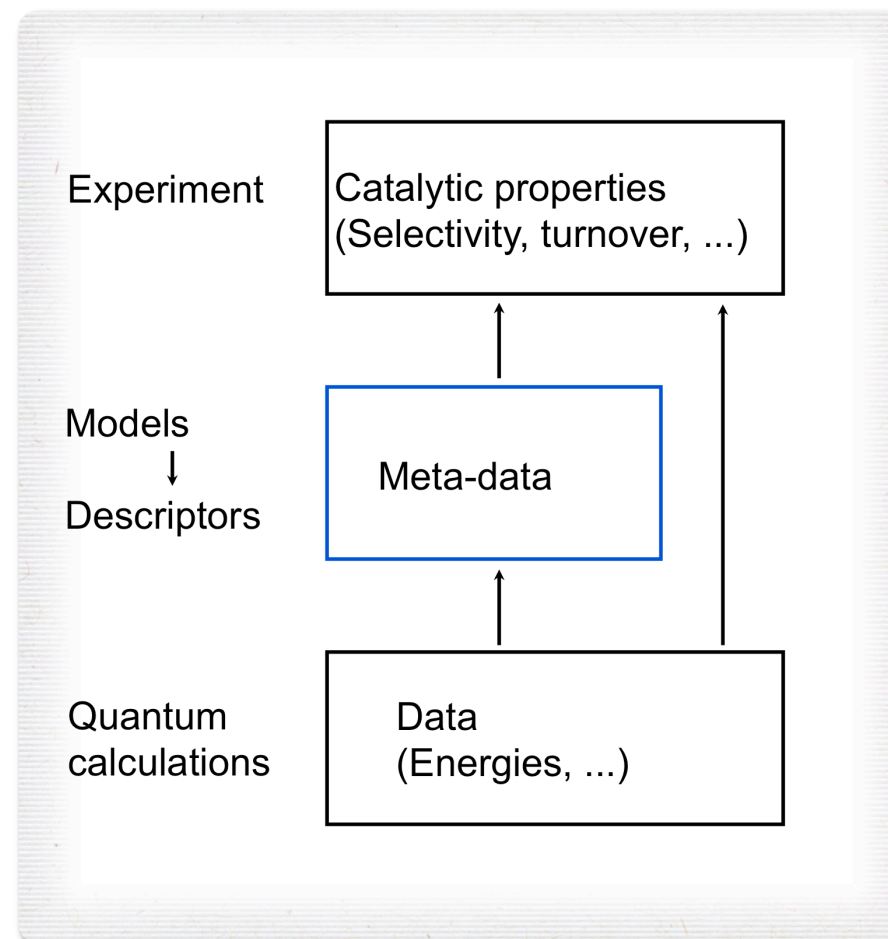 Experiment
Catalytic properties
(Selectivity, turnover, ...)
Models
Descriptors
Meta-data
Quantum
calculations
Data
(Energies, ...)